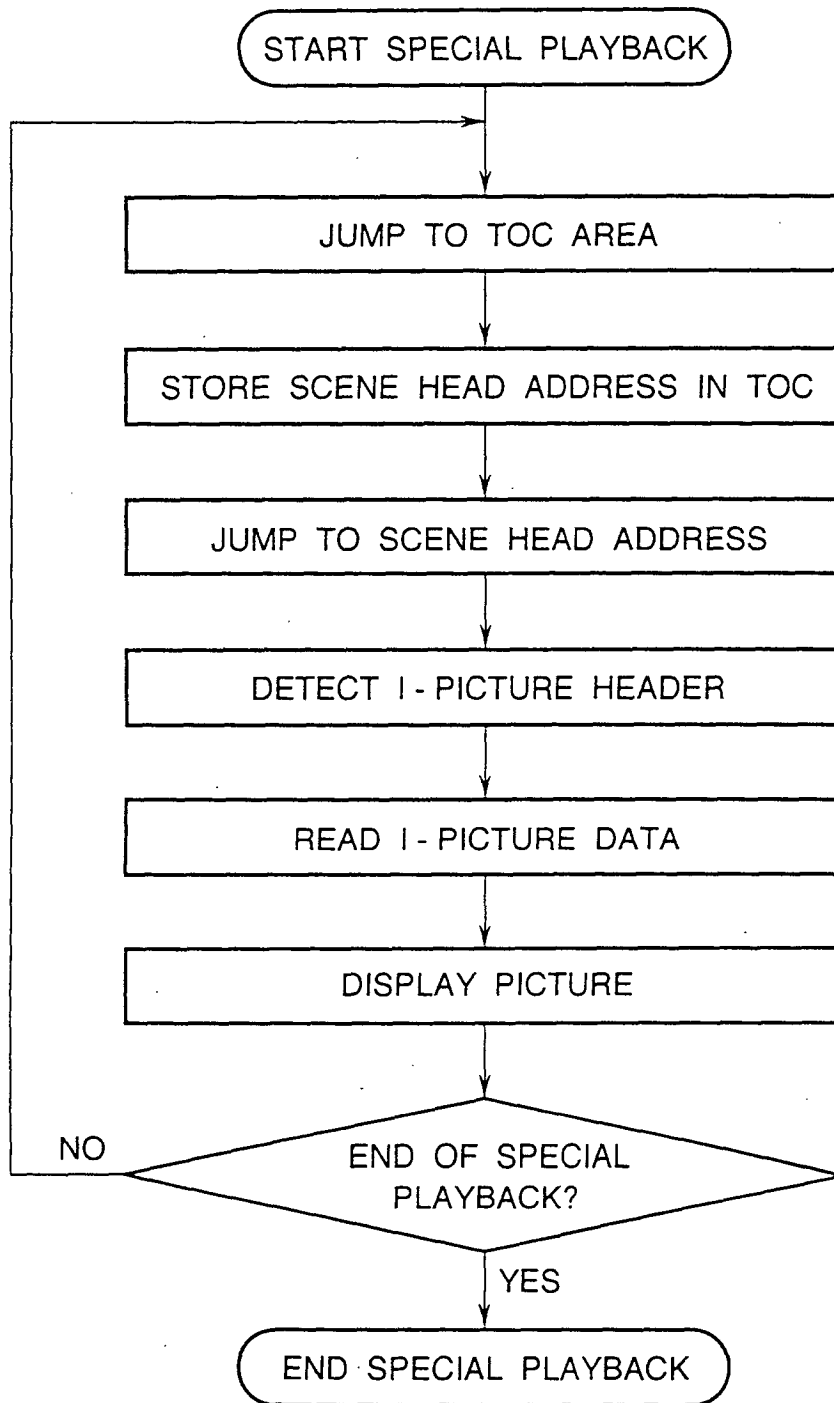 START SPECIAL PLAYBACK
JUMP TO TOC AREA
STORE SCENE HEAD ADDRESS IN TOC
JUMP TO SCENE HEAD ADDRESS
DETECT I-PICTURE HEADER
READ I-PICTURE DATA
DISPLAY PICTURE
END OF SPECIAL
PLAYBACK?
NO
YES
END SPECIAL PLAYBACK